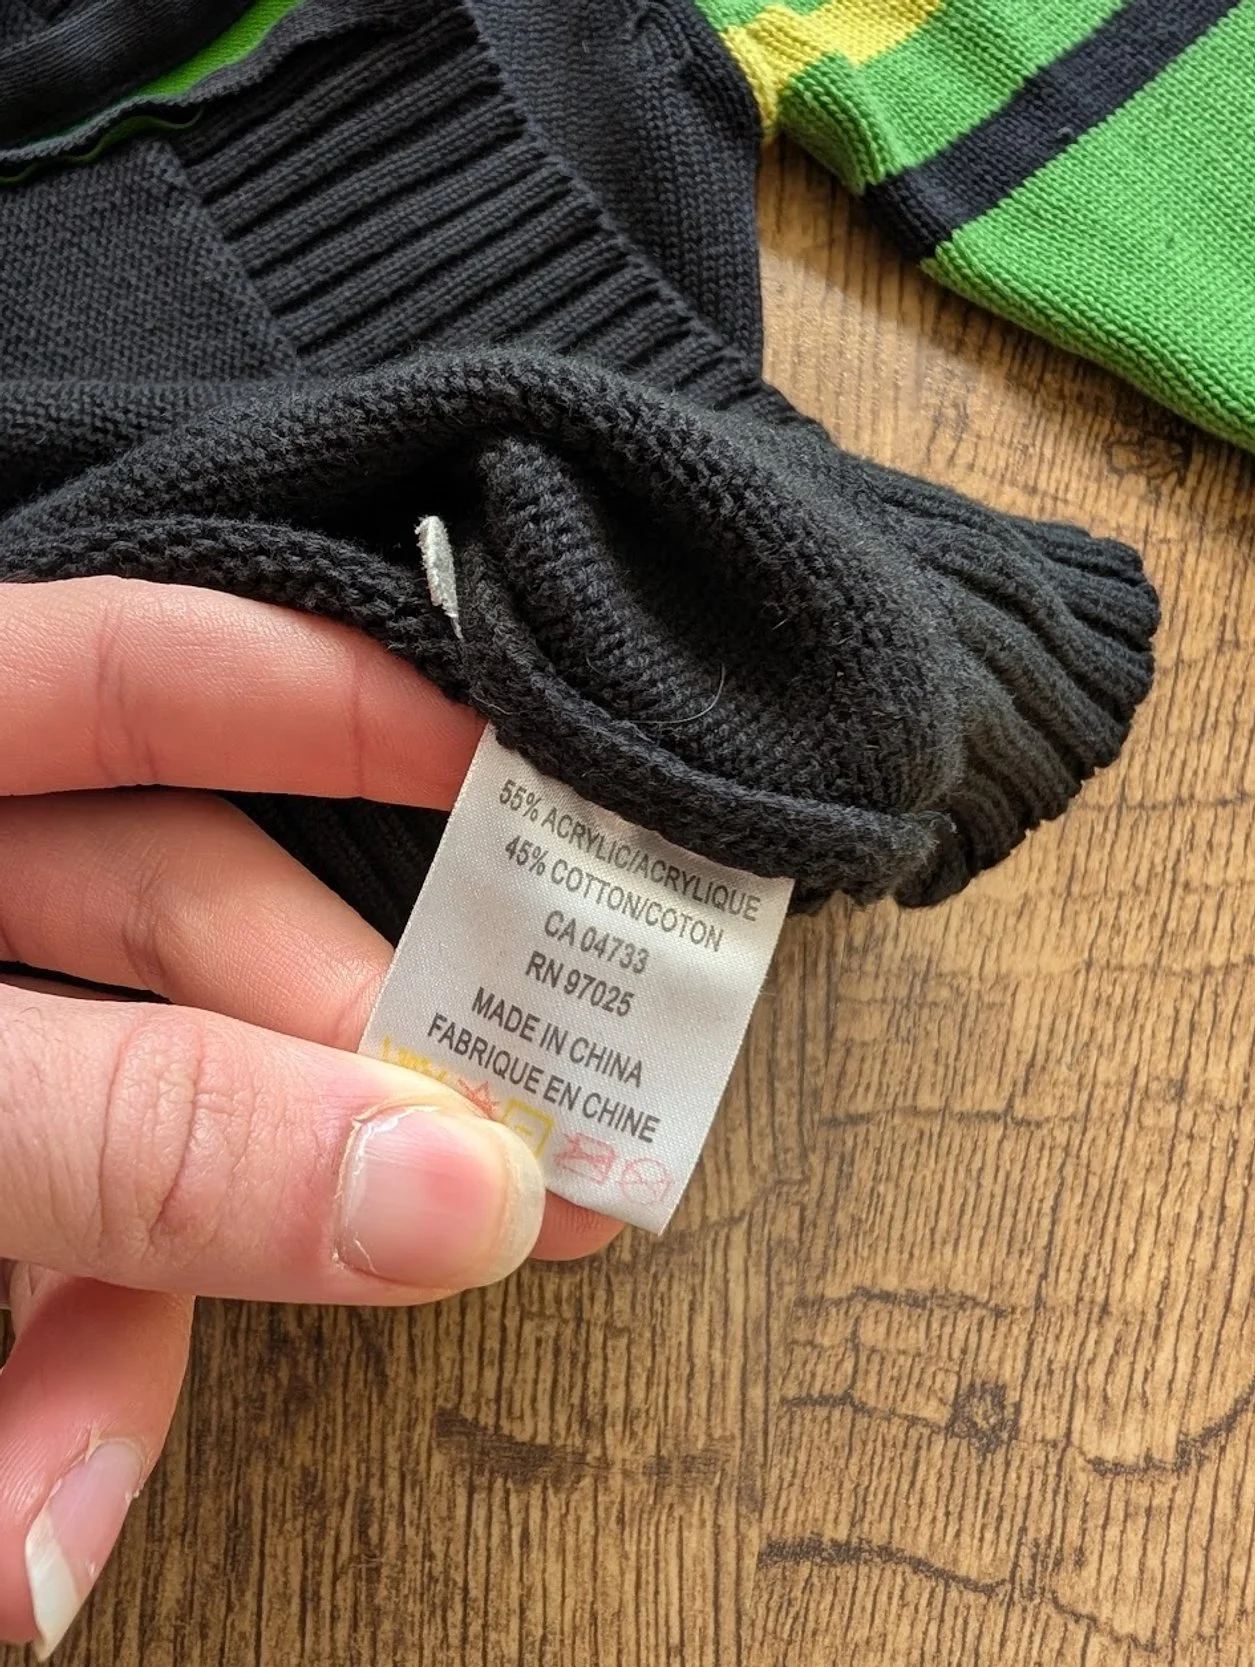 55% ACRYLIC/ACRYLIQUE
45% COTTON/COTON
CA 04733
RN 97025
MADE IN CHINA
FABRIQUE EN CHINE